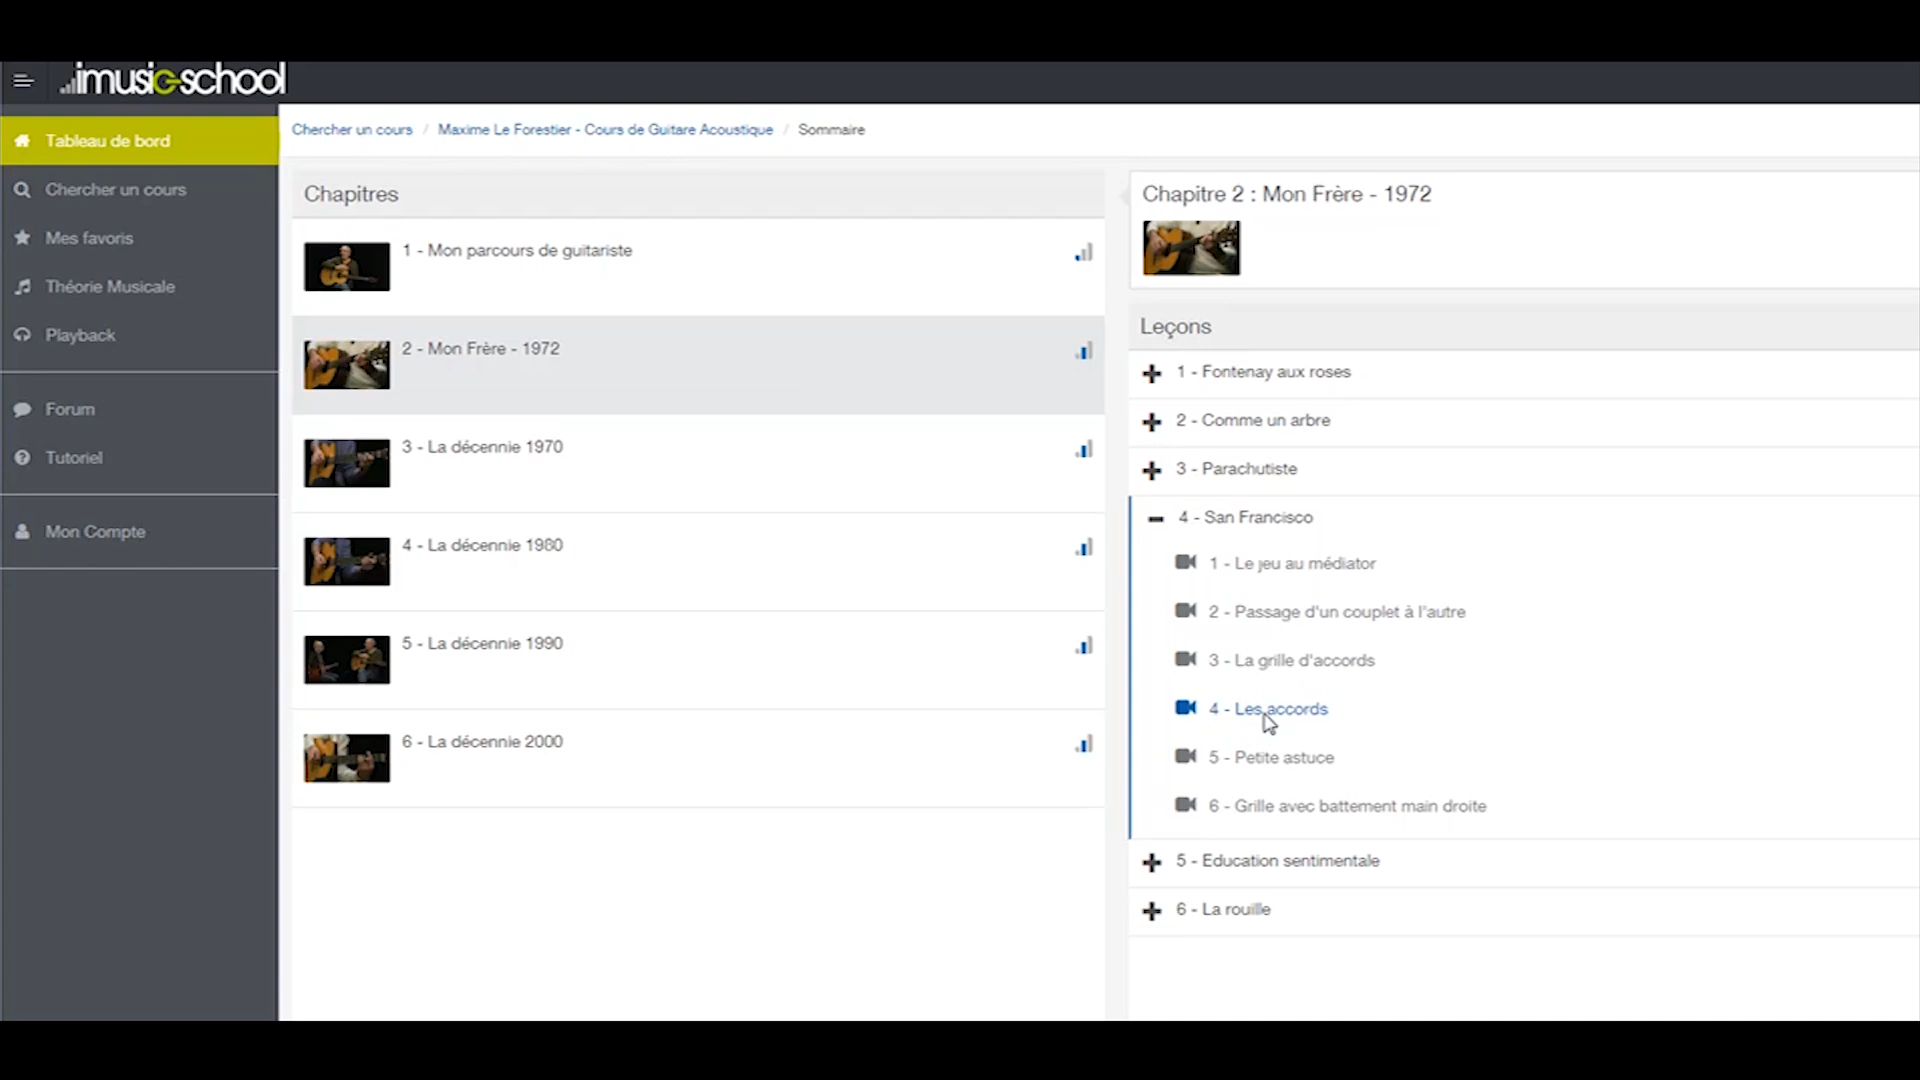 imusic-school
Tableau de bord
Chercher un cours
Mes favoris
Théorie Musicale
Playback
Forum
Tutoriel
Mon Compte
Chercher un cours / Maxime Le Forestier - Cours de Guitare Acoustique / Sommaire
Chapitres
1 - Mon parcours de guitariste
2 - Mon Frère - 1972
3 - La décennie 1970
4 - La décennie 1980
5 - La décennie 1990
6 - La décennie 2000
Chapitre 2 : Mon Frère - 1972
Leçons
1 - Fontenay aux roses
2 - Comme un arbre
3 - Parachutiste
4 - San Francisco
1 - Le jeu au médiator
2 - Passage d'un couplet à l'autre
3 - La grille d'accords
4 - Les accords
5 - Petite astuce
6 - Grille avec battement main droite
5 - Education sentimentale
6 - La rouille